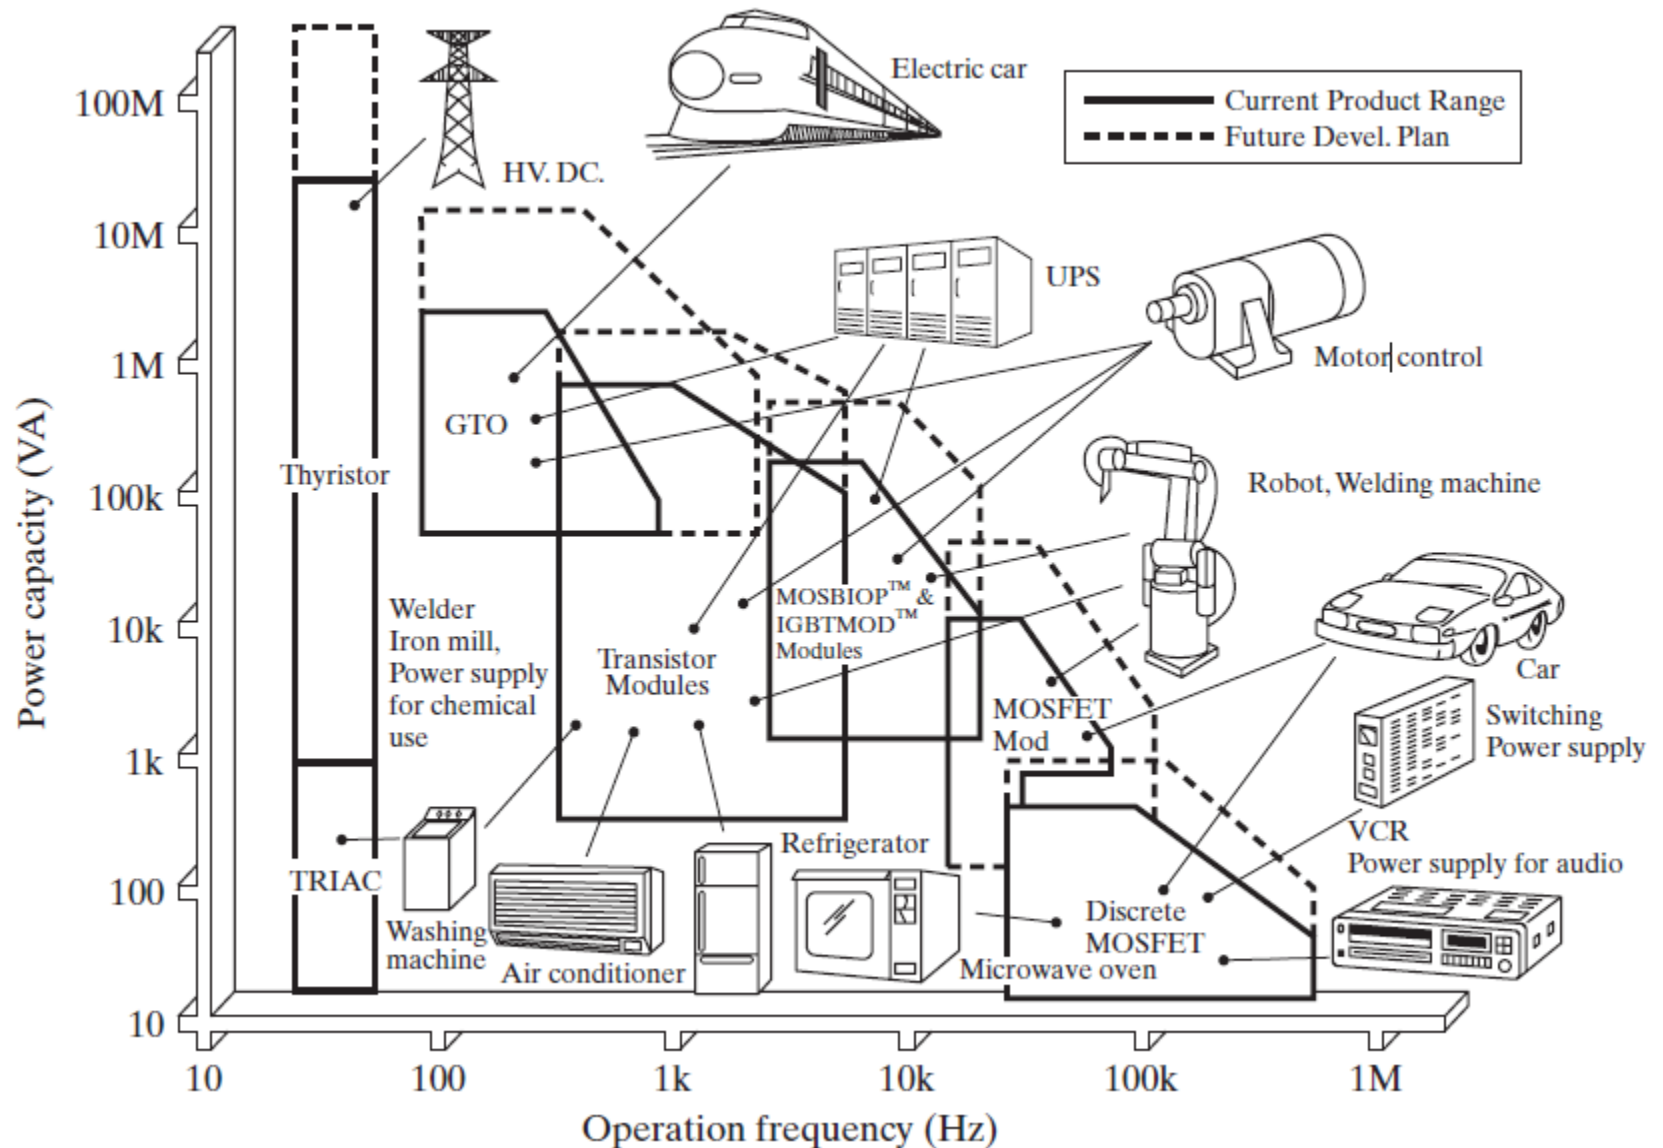 Electric car
Current Product Range
Future Devel. Plan
100M
HV. DC.
10M
UPS
1M
Motor control
GTO
Thyristor
Robot, Welding machine
100k
Power capacity (VA)
MOSBIOP™ &
IGBTMOD™
Modules
Welder
Iron mill,
Power supply
for chemical
use
10k
Transistor
Modules
Car
MOSFET
Mod
Switching
Power supply
1k
Refrigerator
VCR
Power supply for audio
TRIAC
100
Discrete
MOSFET
Washing
machine
Air conditioner
Microwave oven
10
10
100
1k
10k
100k
1M
Operation frequency (Hz)